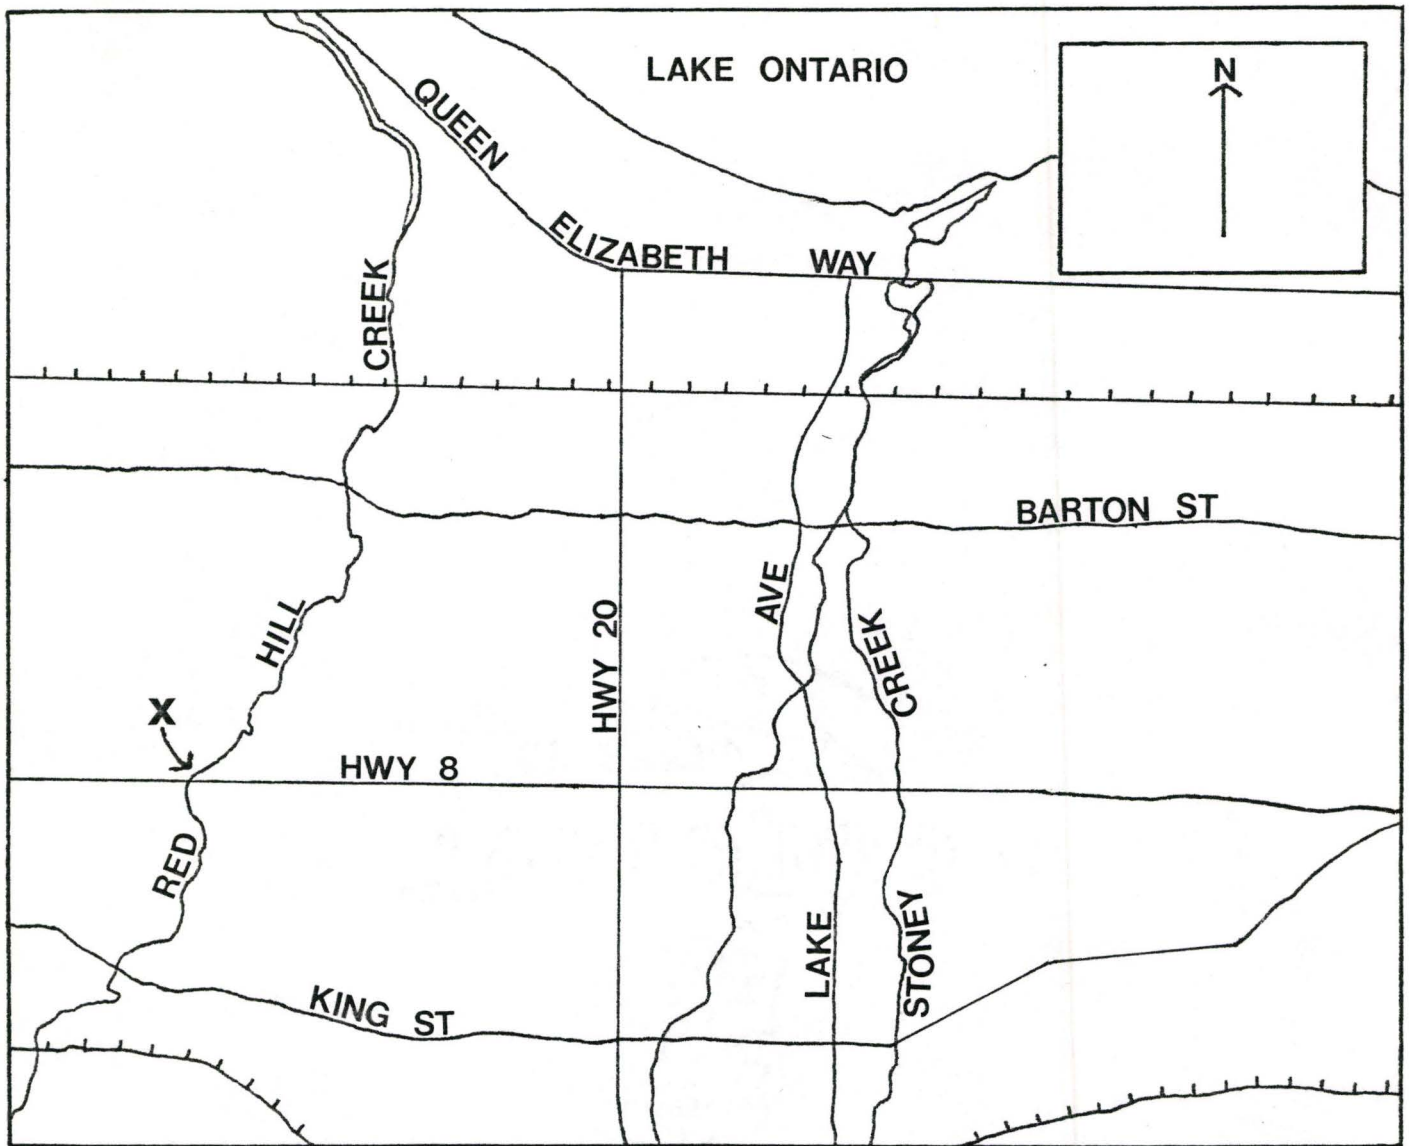 LAKE ONTARIO
N
QUEEN
ELIZABETH WAY
CREEK
BARTON ST
AVE
HILL
HWY 20
CREEK
X
HWY 8
RED
LAKE
STONEY
KING ST